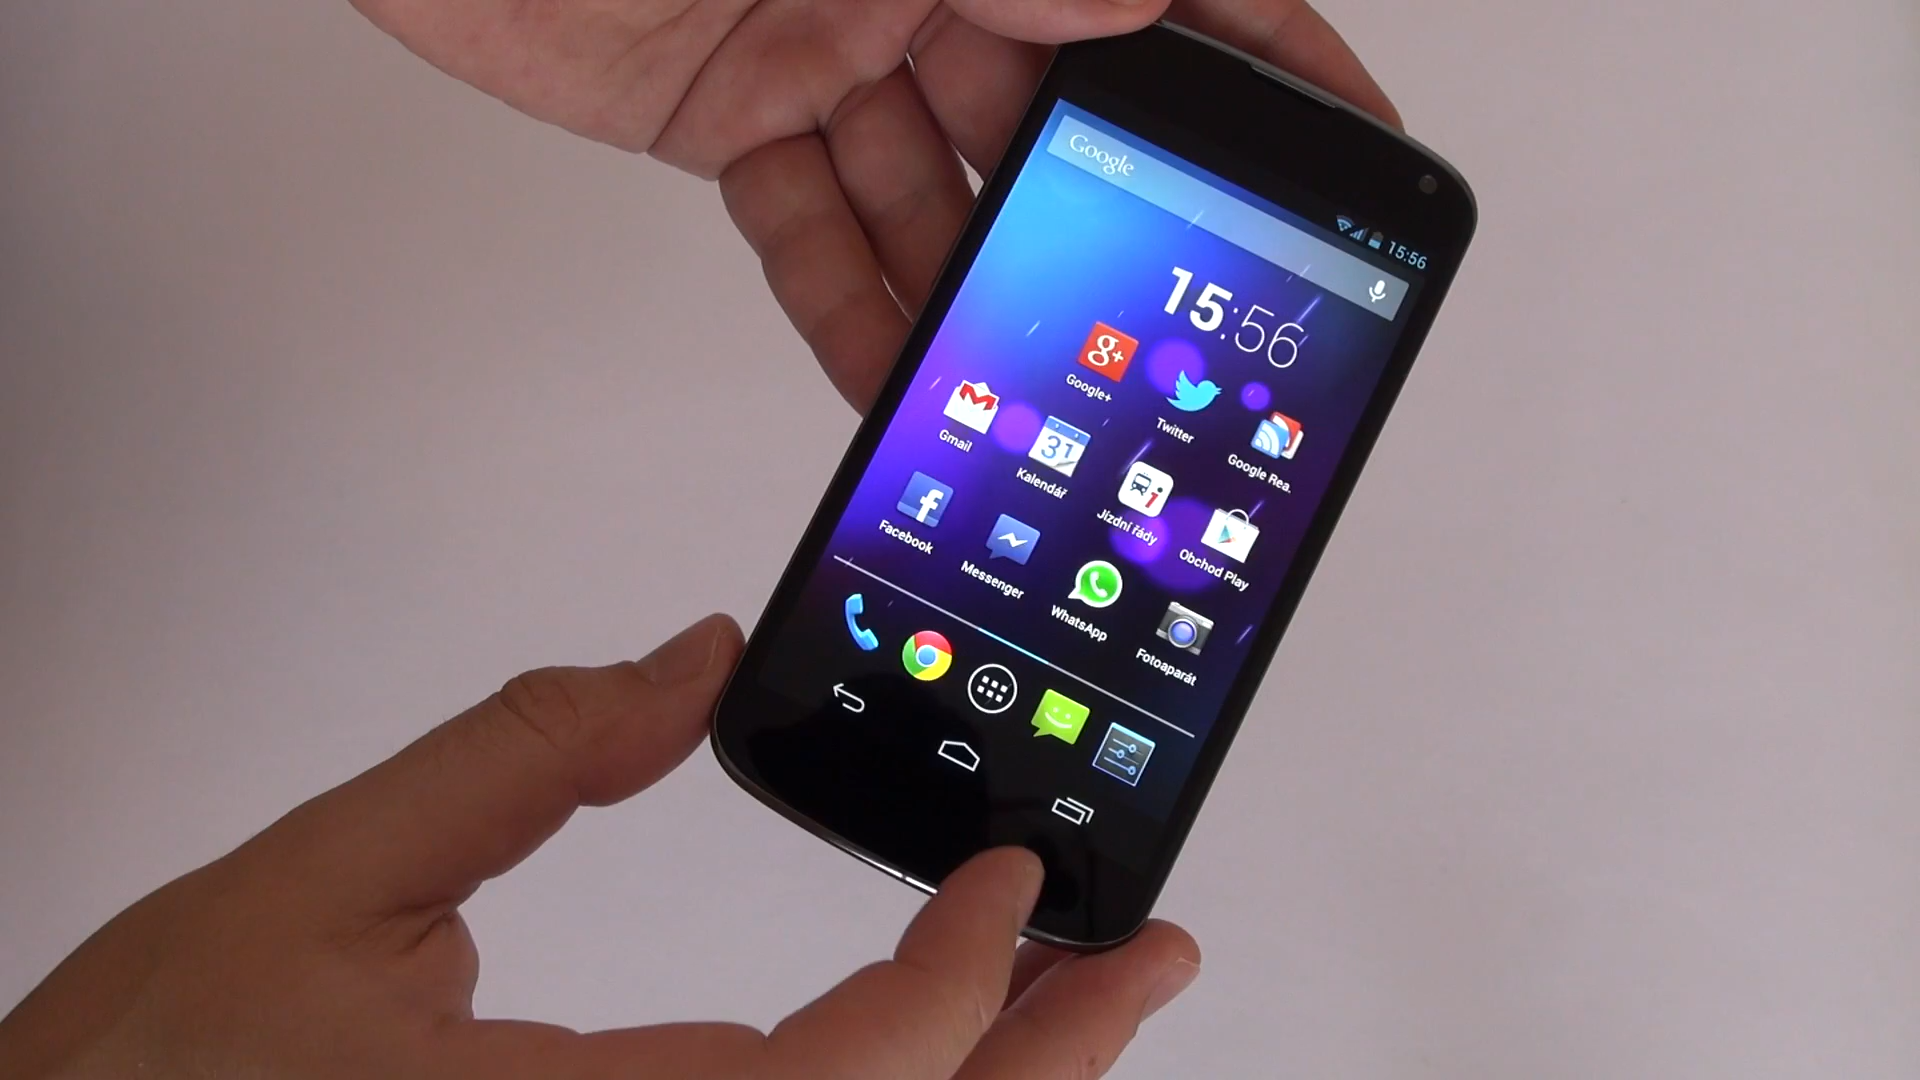 15:56
Google
15:56
Google+
Twitter
Google Rea.
Gmail
Kalendář
31
Jízdní řády
Obchod Play
Facebook
Messenger
WhatsApp
Fotoaparát